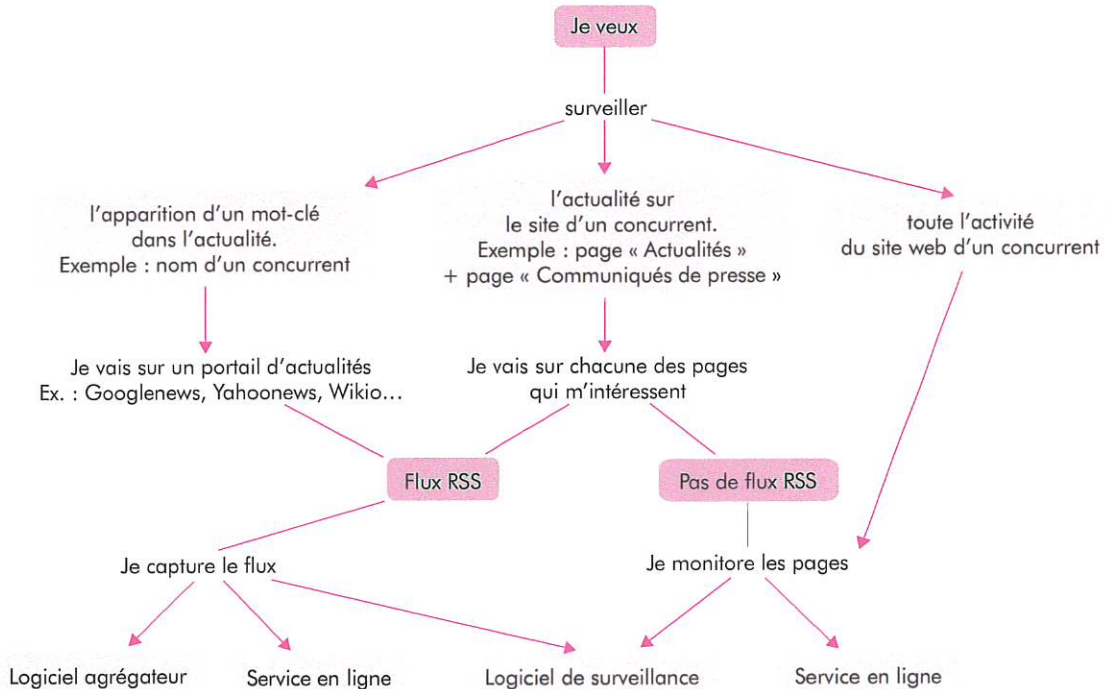 Je veux
surveiller
l'apparition d'un mot-clé
dans l'actualité.
Exemple : nom d'un concurrent
l'actualité sur
le site d'un concurrent.
Exemple : page « Actualités »
+ page « Communiqués de presse »
toute l'activité
du site web d'un concurrent
Je vais sur un portail d'actualités
Ex. : Googlenews, Yahoonews, Wikio...
Je vais sur chacune des pages
qui m'intéressent
Flux RSS
Pas de flux RSS
Je capture le flux
Je monitore les pages
Logiciel agrégateur
Service en ligne
Logiciel de surveillance
Service en ligne